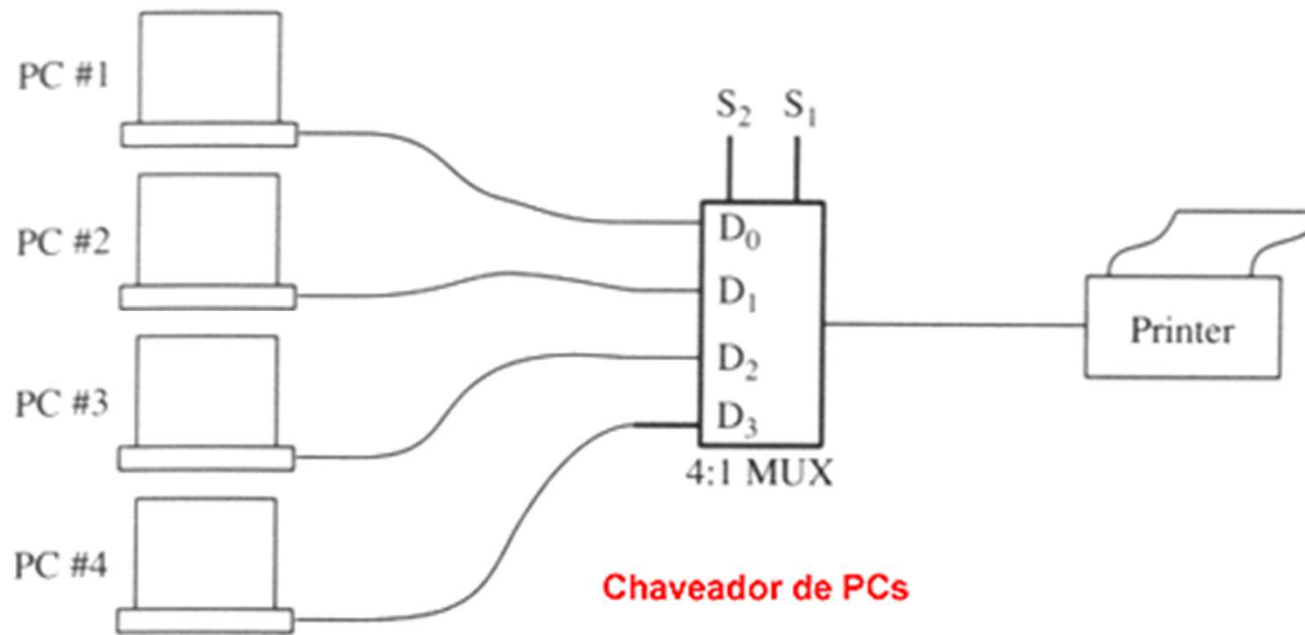 PC #1
PC #2
PC #3
PC #4
S₂ S₁
D₀
D₁
D₂
D₃
4:1 MUX
Printer
Chaveador de PCs